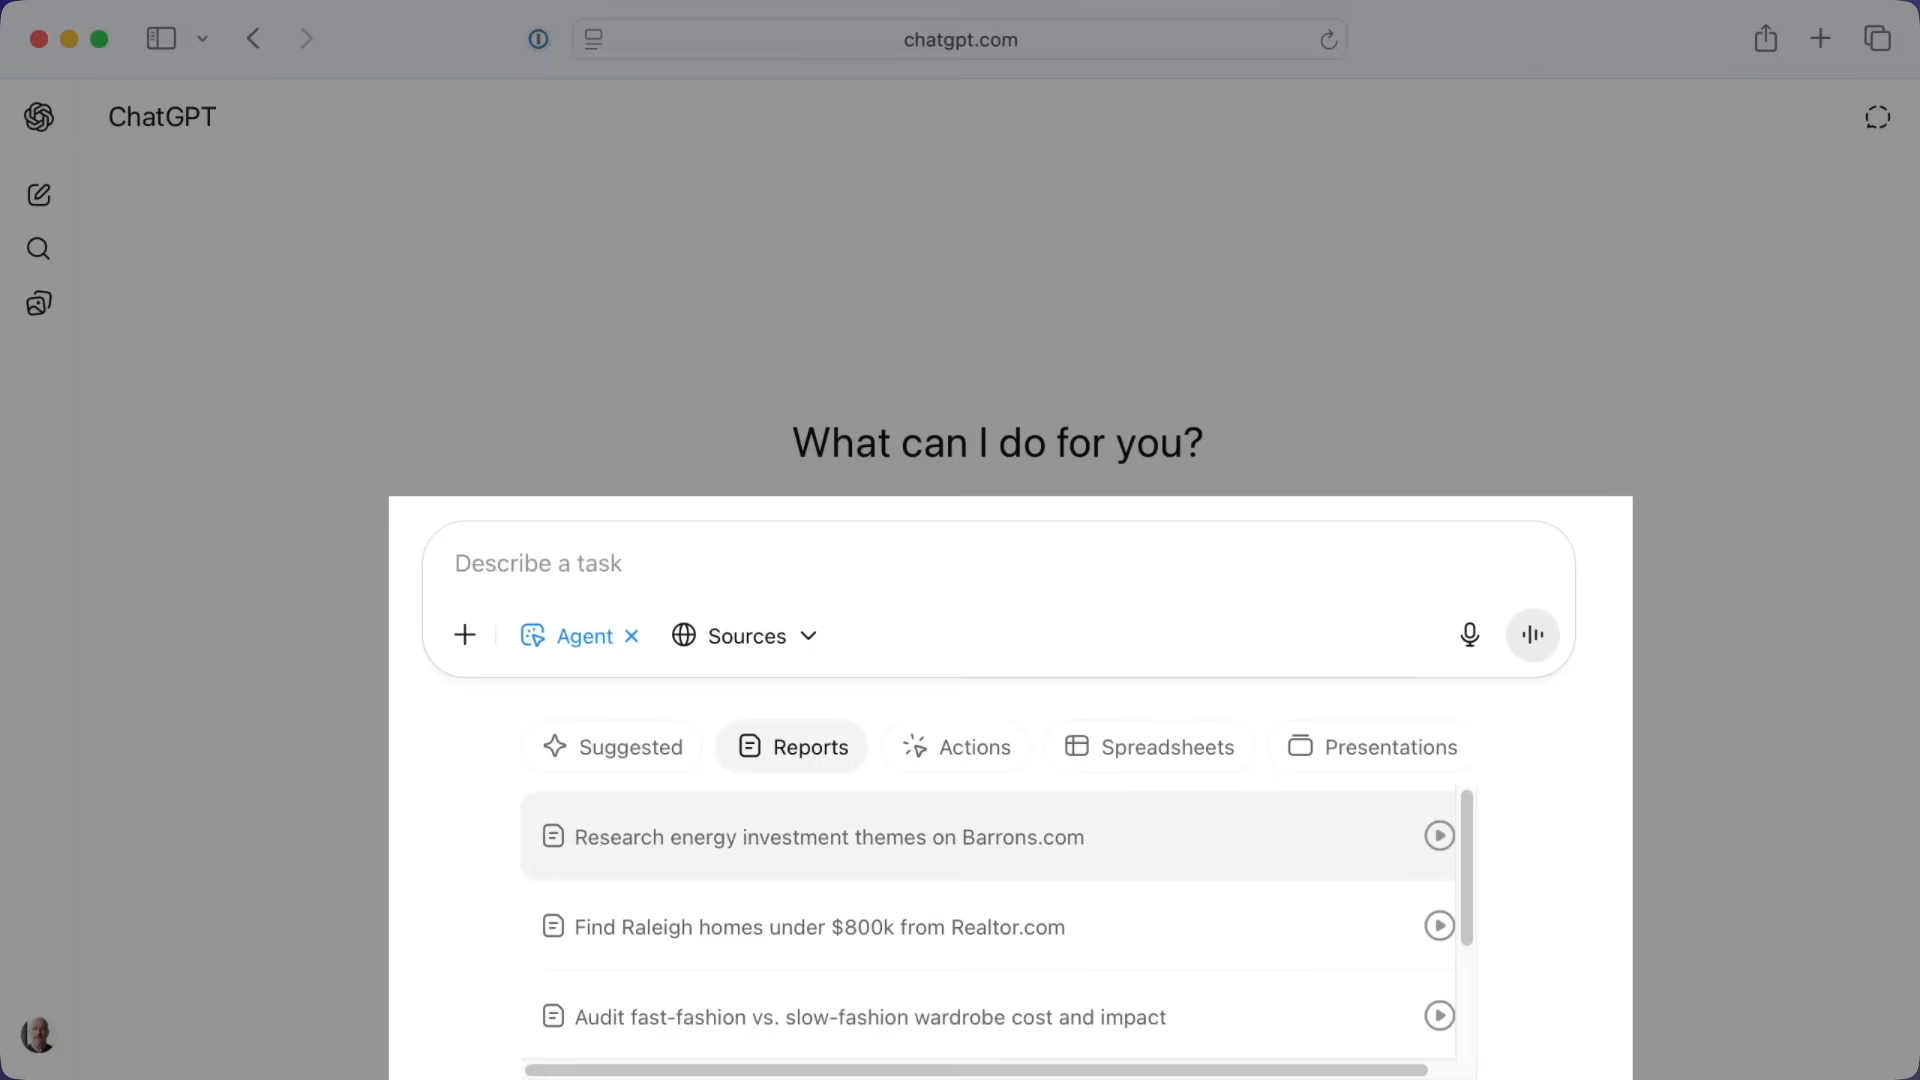 chatgpt.com
ChatGPT
What can I do for you?
Describe a task
Agent Sources
Suggested Reports Actions Spreadsheets Presentations
Research energy investment themes on Barrons.com
Find Raleigh homes under $800k from Realtor.com
Audit fast-fashion vs. slow-fashion wardrobe cost and impact